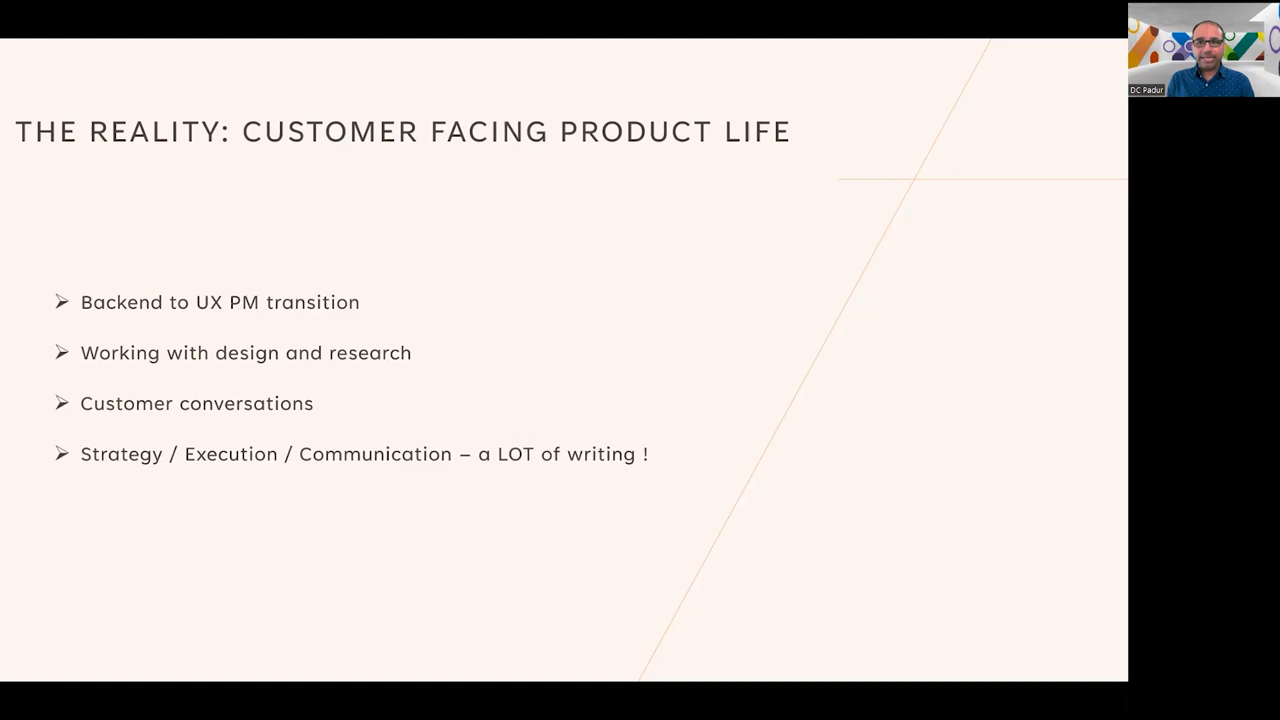 THE REALITY: CUSTOMER FACING PRODUCT LIFE
DC Padur
Backend to UX PM transition
Working with design and research
Customer conversations
Strategy / Execution / Communication – a LOT of writing !